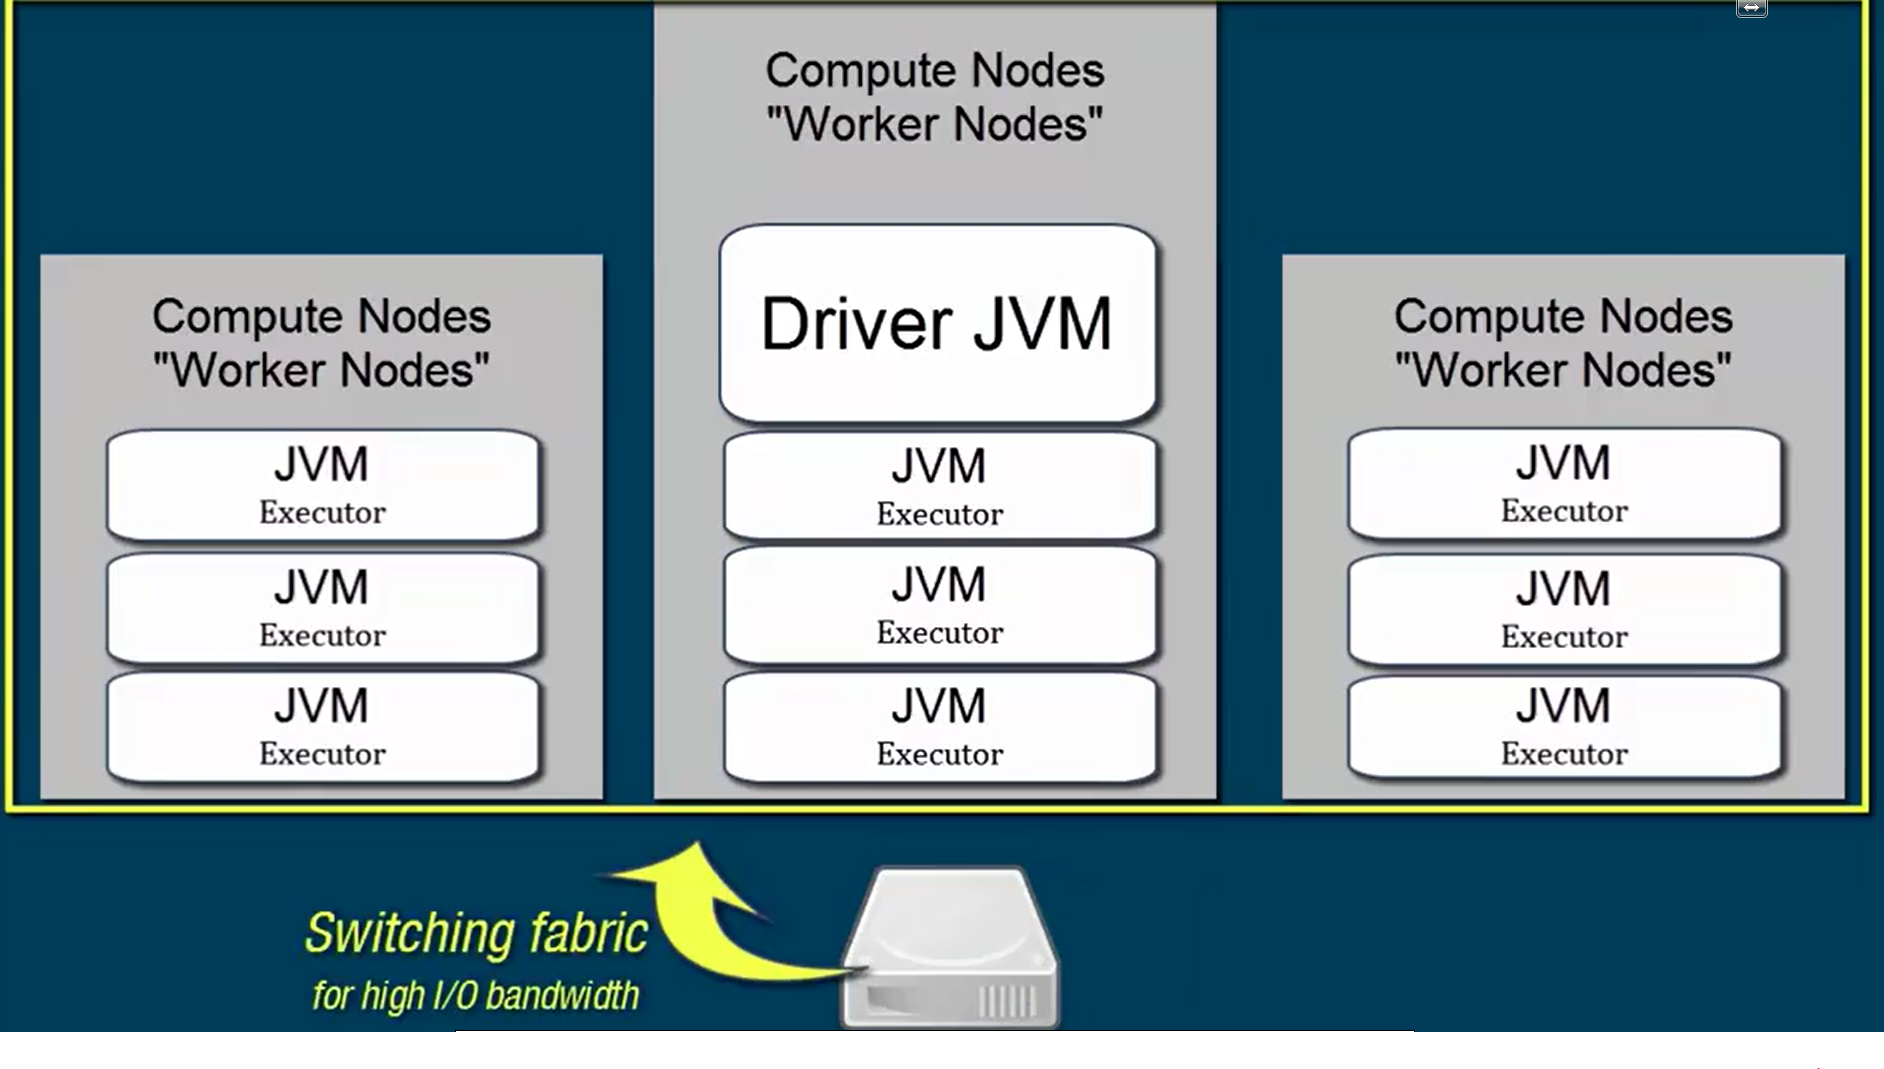 Compute Nodes
"Worker Nodes"
Driver JVM
JVM
Executor
JVM
Executor
JVM
Executor
Compute Nodes
"Worker Nodes"
JVM
Executor
JVM
Executor
JVM
Executor
Compute Nodes
"Worker Nodes"
JVM
Executor
JVM
Executor
JVM
Executor
Switching fabric
for high I/O bandwidth